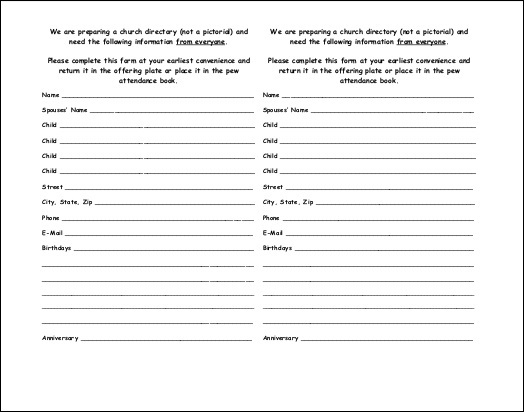 We are preparing a church directory (not a pictorial) and
need the following information from everyone.
Please complete this form at your earliest convenience and
return it in the offering plate or place it in the pew
attendance book.
Name
Spouses' Name
Child
Child
Child
Child
Street
City, State, Zip
Phone
E-Mail
Birthdays
Anniversary
We are preparing a church directory (not a pictorial) and
need the following information from everyone.
Please complete this form at your earliest convenience and
return it in the offering plate or place it in the pew
attendance book.
Name
Spouses' Name
Child
Child
Child
Child
Street
City, State, Zip
Phone
E-Mail
Birthdays
Anniversary